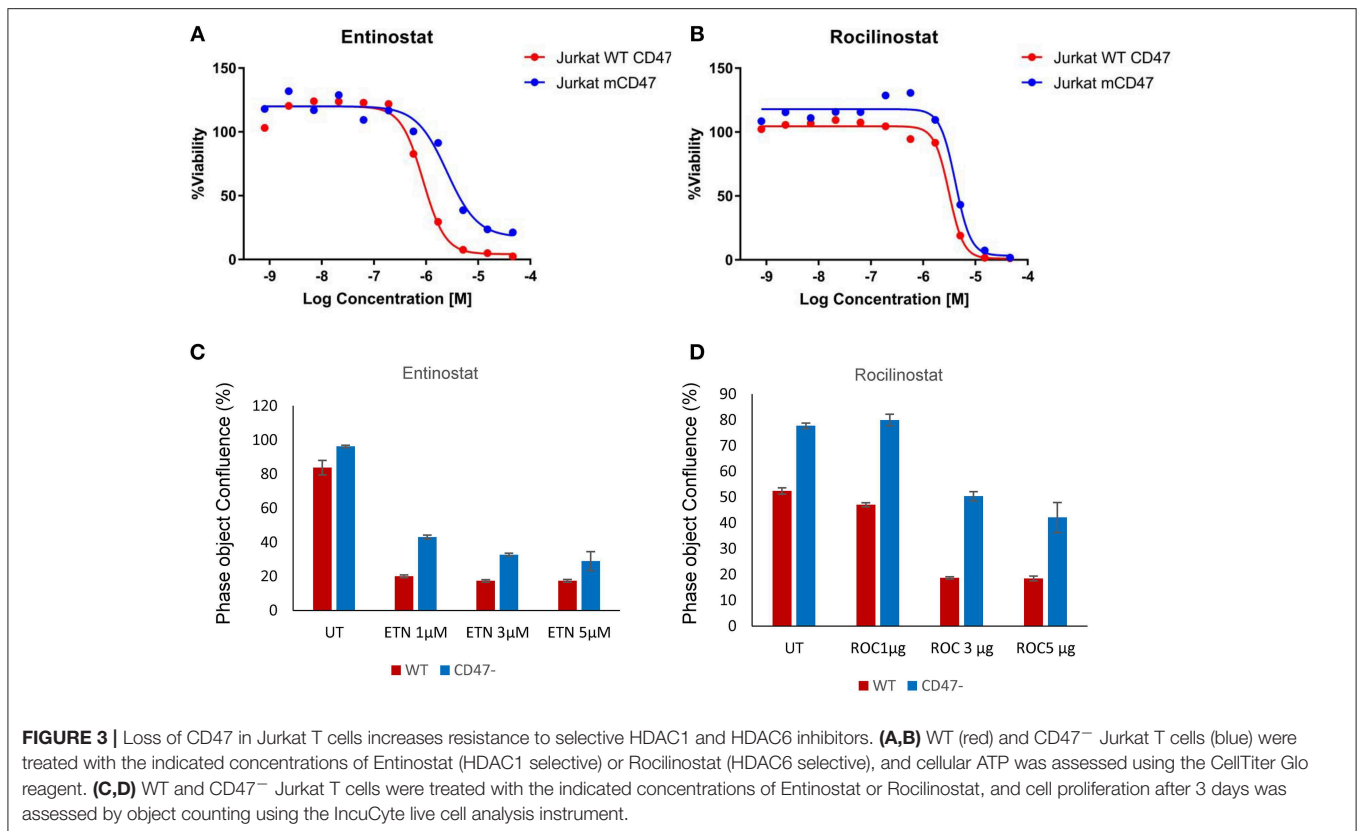 A
Entinostat
Jurkat WT CD47
Jurkat mCD47
150
100
50
0
%Viability
-9
-8
-7
-6
-5
-4
Log Concentration [M]
B
Rocilinostat
Jurkat WT CD47
Jurkat mCD47
150
100
50
0
%Viability
-9
-8
-7
-6
-5
-4
Log Concentration [M]
C
Entinostat
120
100
80
60
40
20
0
Phase object Confluence (%)
UT
ETN 1µM
ETN 3µM
ETN 5µM
WT
CD47-
D
Rocilinostat
90
80
70
60
50
40
30
20
10
0
Phase object Confluence (%)
UT
ROC1µg
ROC 3 µg
ROC5 µg
WT
CD47-
FIGURE 3 | Loss of CD47 in Jurkat T cells increases resistance to selective HDAC1 and HDAC6 inhibitors. (A,B) WT (red) and CD47− Jurkat T cells (blue) were
treated with the indicated concentrations of Entinostat (HDAC1 selective) or Rocilinostat (HDAC6 selective), and cellular ATP was assessed using the CellTiter Glo
reagent. (C,D) WT and CD47− Jurkat T cells were treated with the indicated concentrations of Entinostat or Rocilinostat, and cell proliferation after 3 days was
assessed by object counting using the IncuCyte live cell analysis instrument.